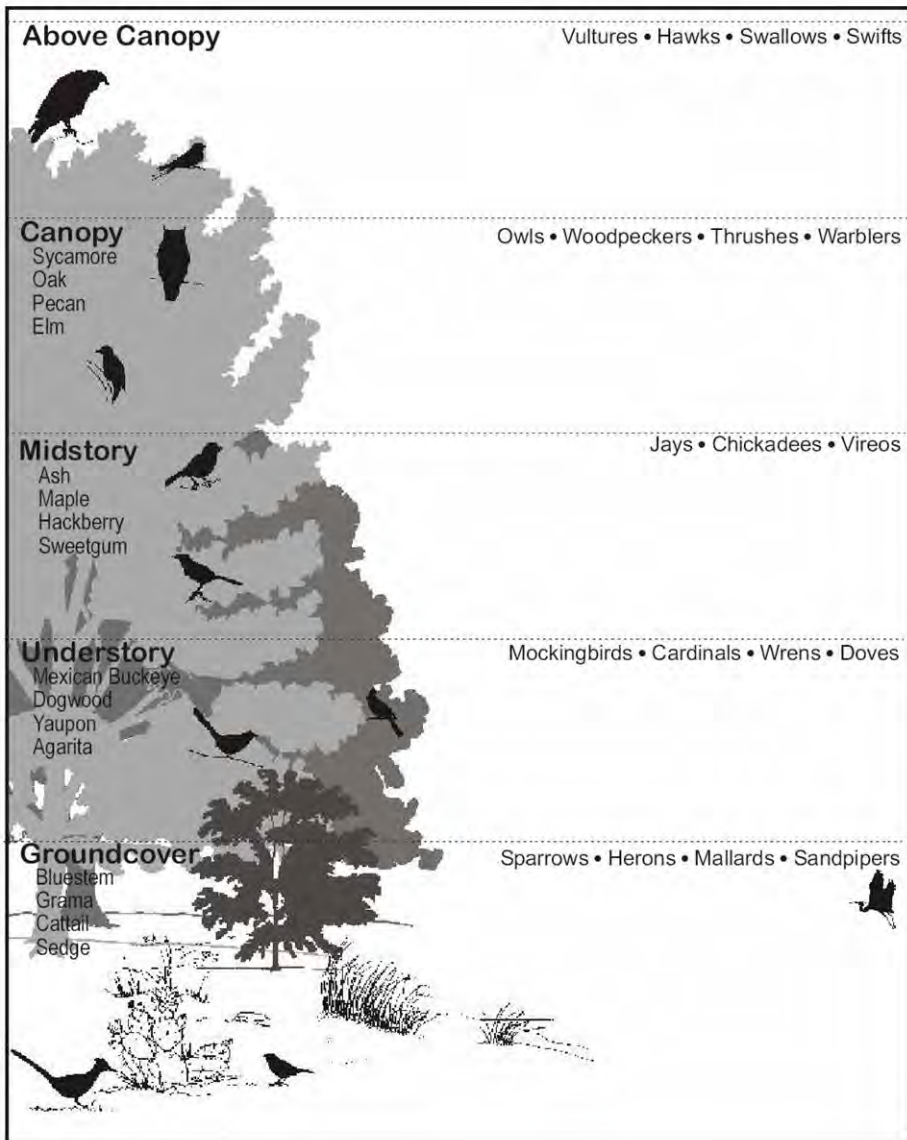 Above Canopy
Vultures • Hawks • Swallows • Swifts
Canopy
Owls • Woodpeckers • Thrushes • Warblers
Sycamore
Oak
Pecan
Elm
Midstory
Jays • Chickadees • Vireos
Ash
Maple
Hackberry
Sweetgum
Understory
Mockingbirds • Cardinals • Wrens • Doves
Mexican Buckeye
Dogwood
Yaupon
Agarita
Groundcover
Sparrows • Herons • Mallards • Sandpipers
Bluestem
Grama
Cattail
Sedge